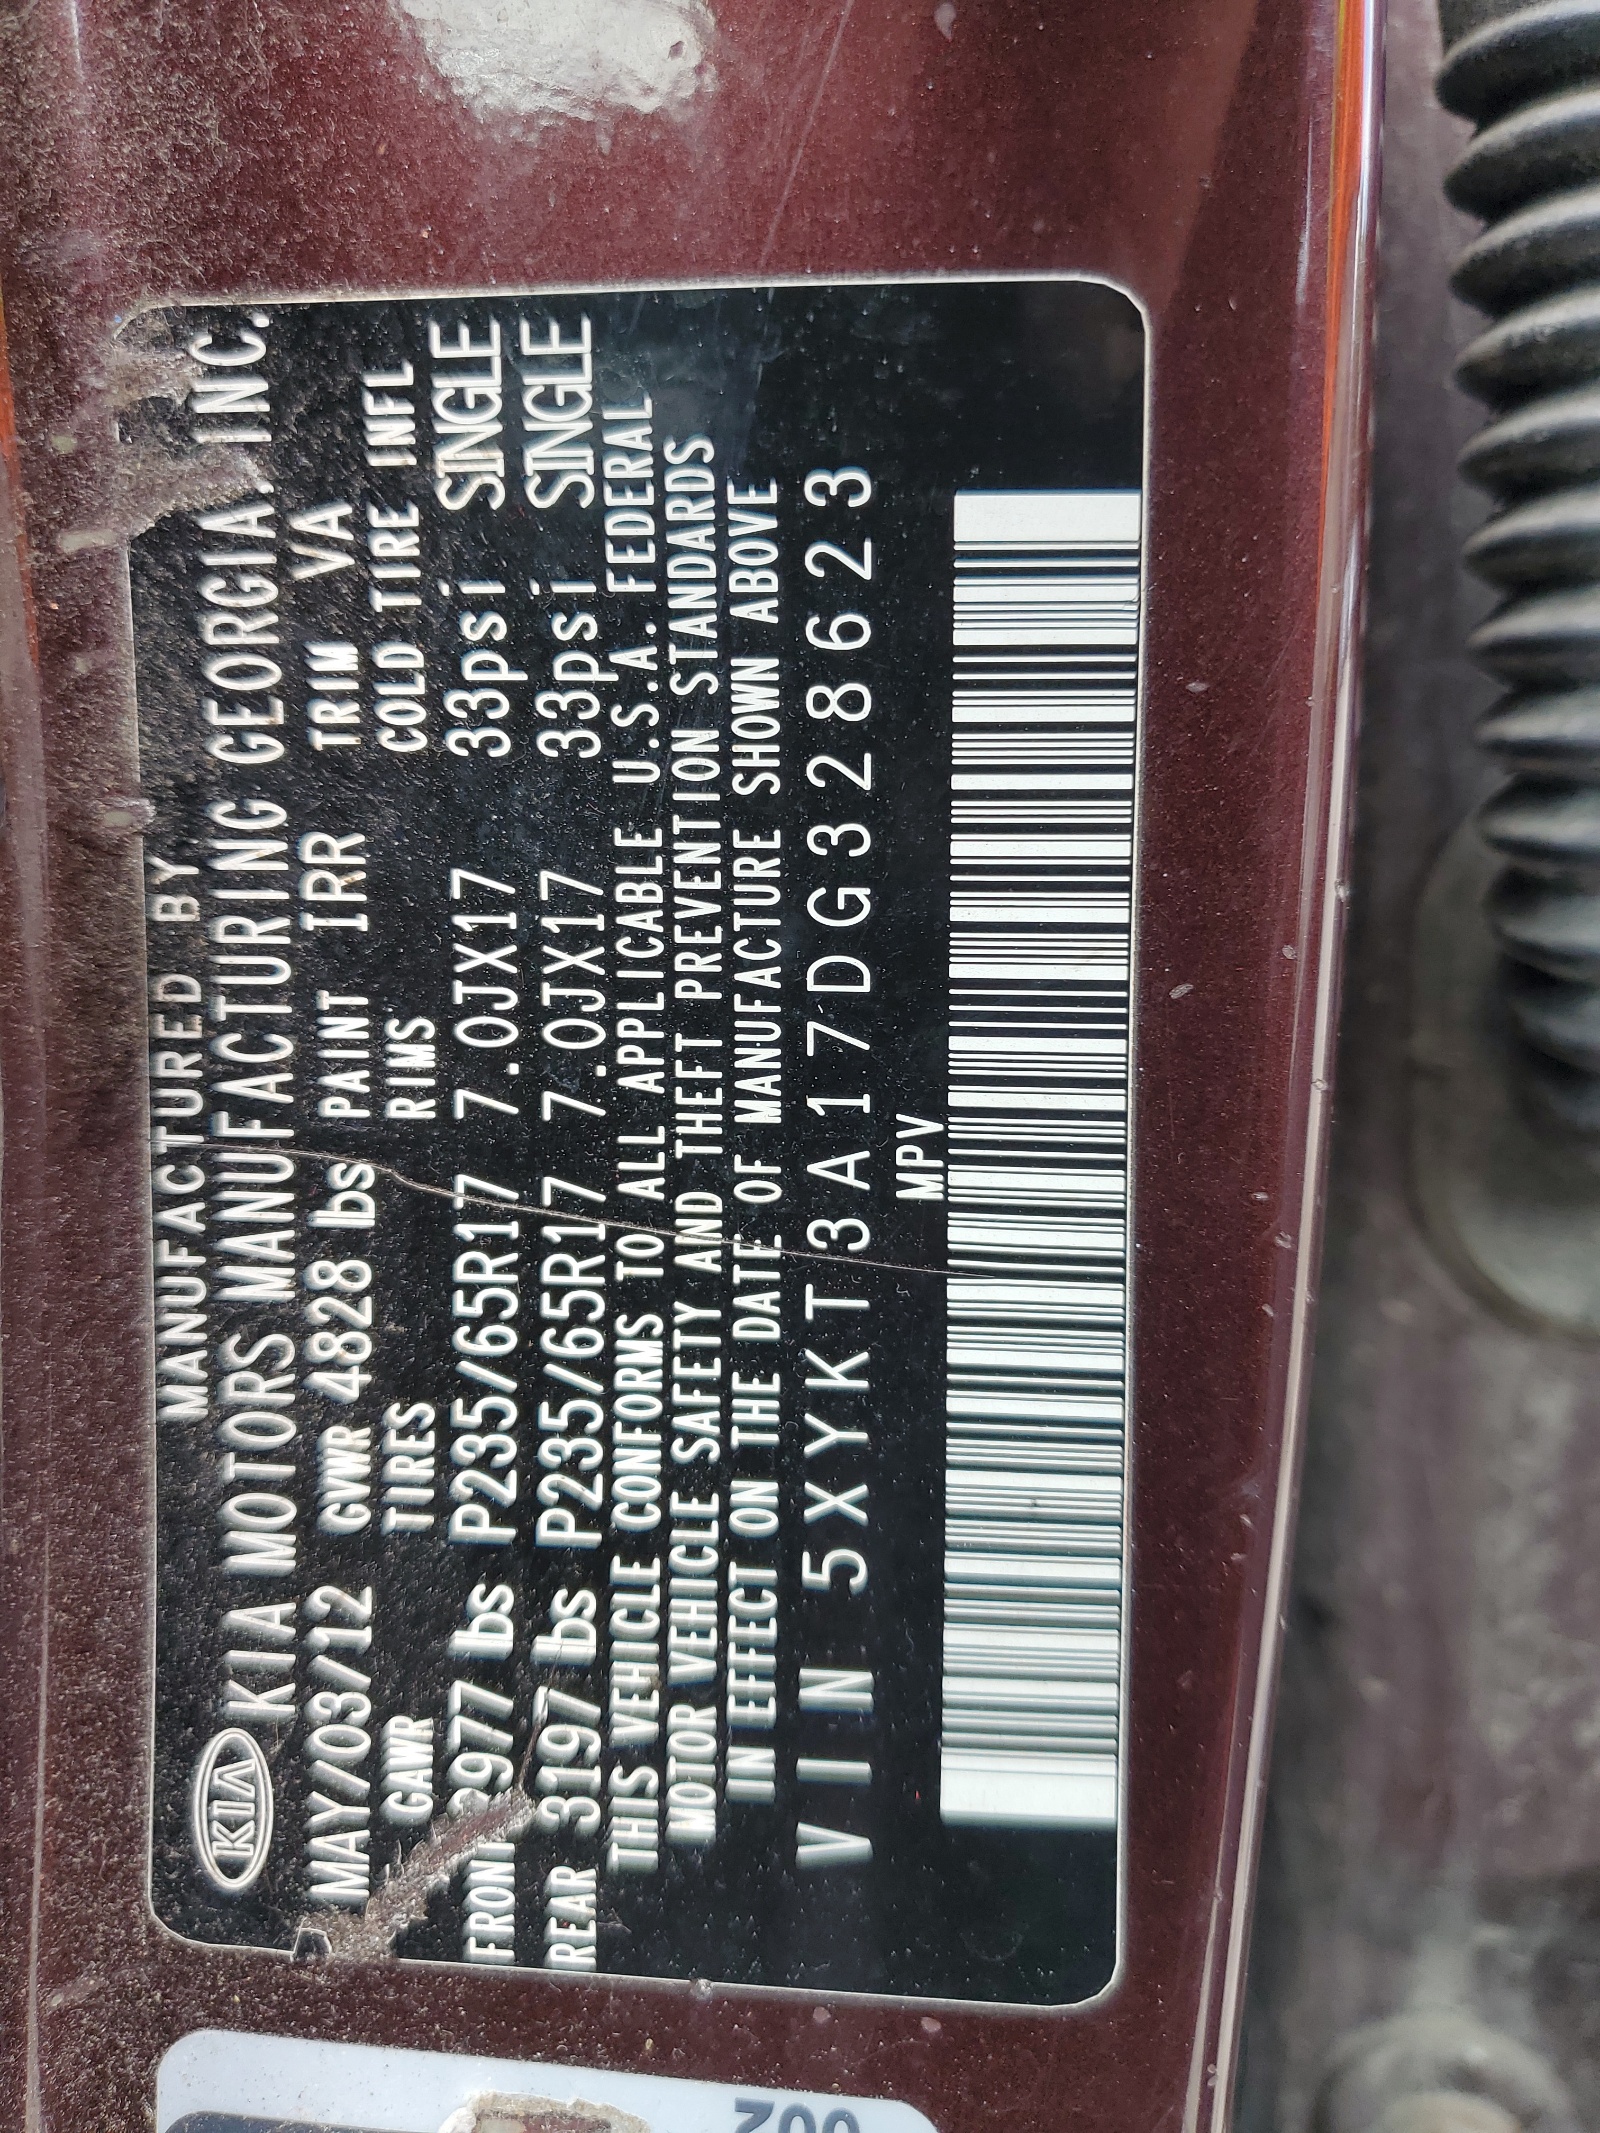 MANUFACTURED BY
KIA KIA MOTORS MANUFACTURING GEORGIA. INC.
MAY/03/12 GVWR 4828 lbs PAINT IRR TRIM VA
GAWR TIRES RIMS COLD TIRE INFL
FRONT 2977 lbs P235/65R17 7.0JX17 33psi SINGLE
REAR 3197 lbs P235/65R17 7.0JX17 33psi SINGLE
THIS VEHICLE CONFORMS TO ALL APPLICABLE U.S.A. FEDERAL
MOTOR VEHICLE SAFETY AND THEFT PREVENTION STANDARDS
IN EFFECT ON THE DATE OF MANUFACTURE SHOWN ABOVE
VIN 5XYKT3A17DG328623
MPV
002